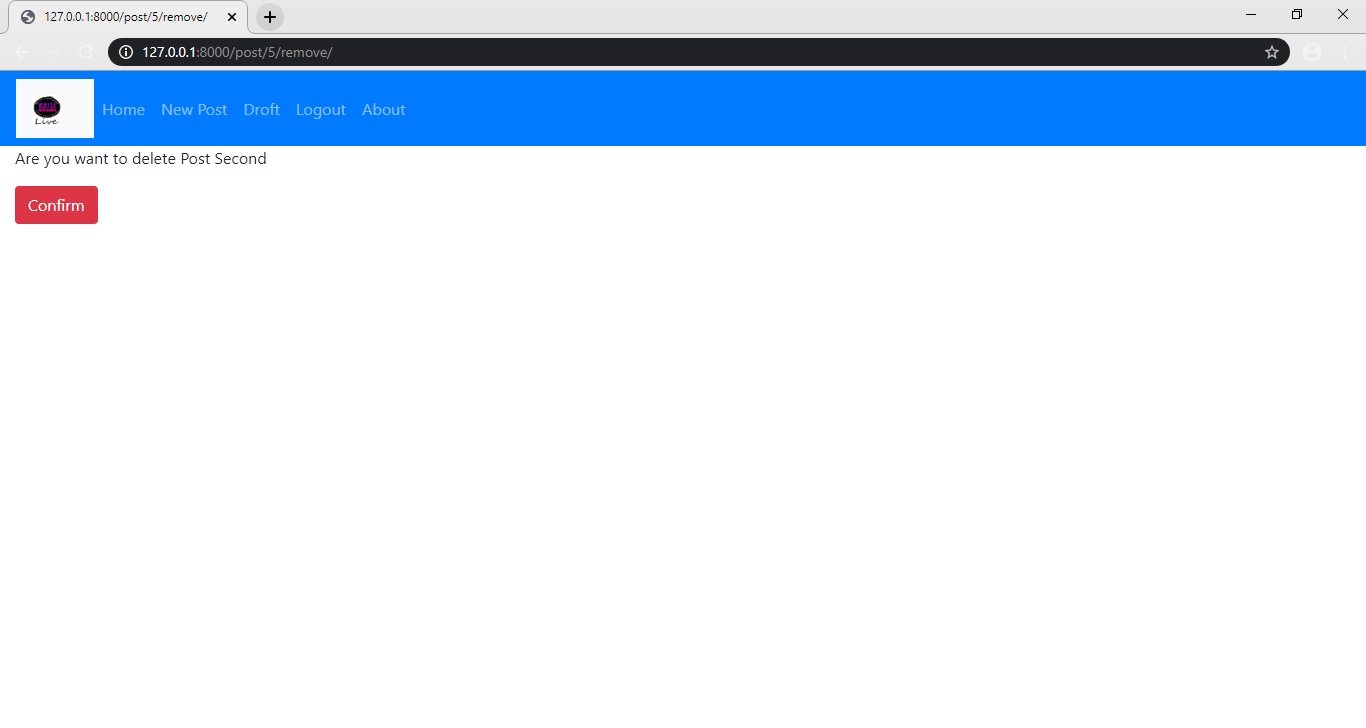 127.0.0.1:8000/post/5/remove/
127.0.0.1:8000/post/5/remove/
Live
Home New Post Droft Logout About
Are you want to delete Post Second
Confirm